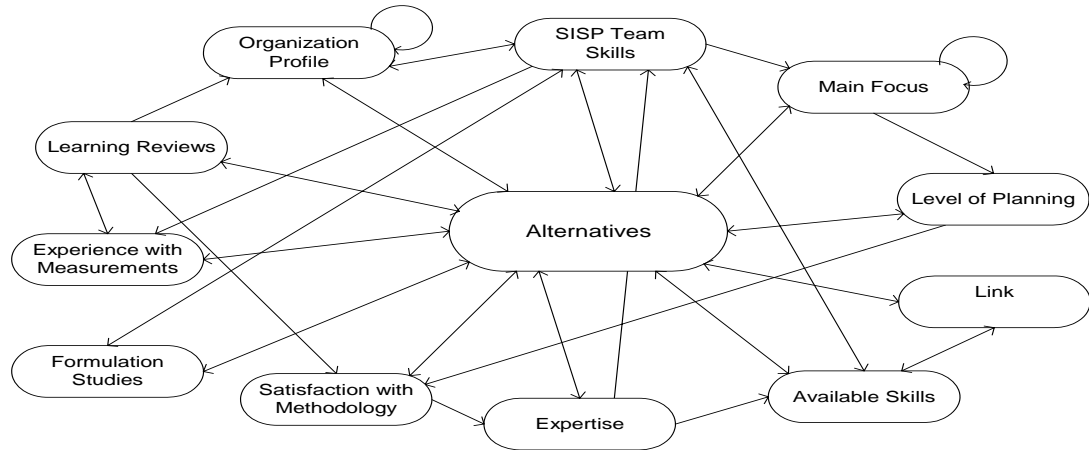 Organization
Profile
SISP Team
Skills
Main Focus
Learning Reviews
Level of Planning
Alternatives
Experience with
Measurements
Link
Formulation
Studies
Satisfaction with
Methodology
Available Skills
Expertise